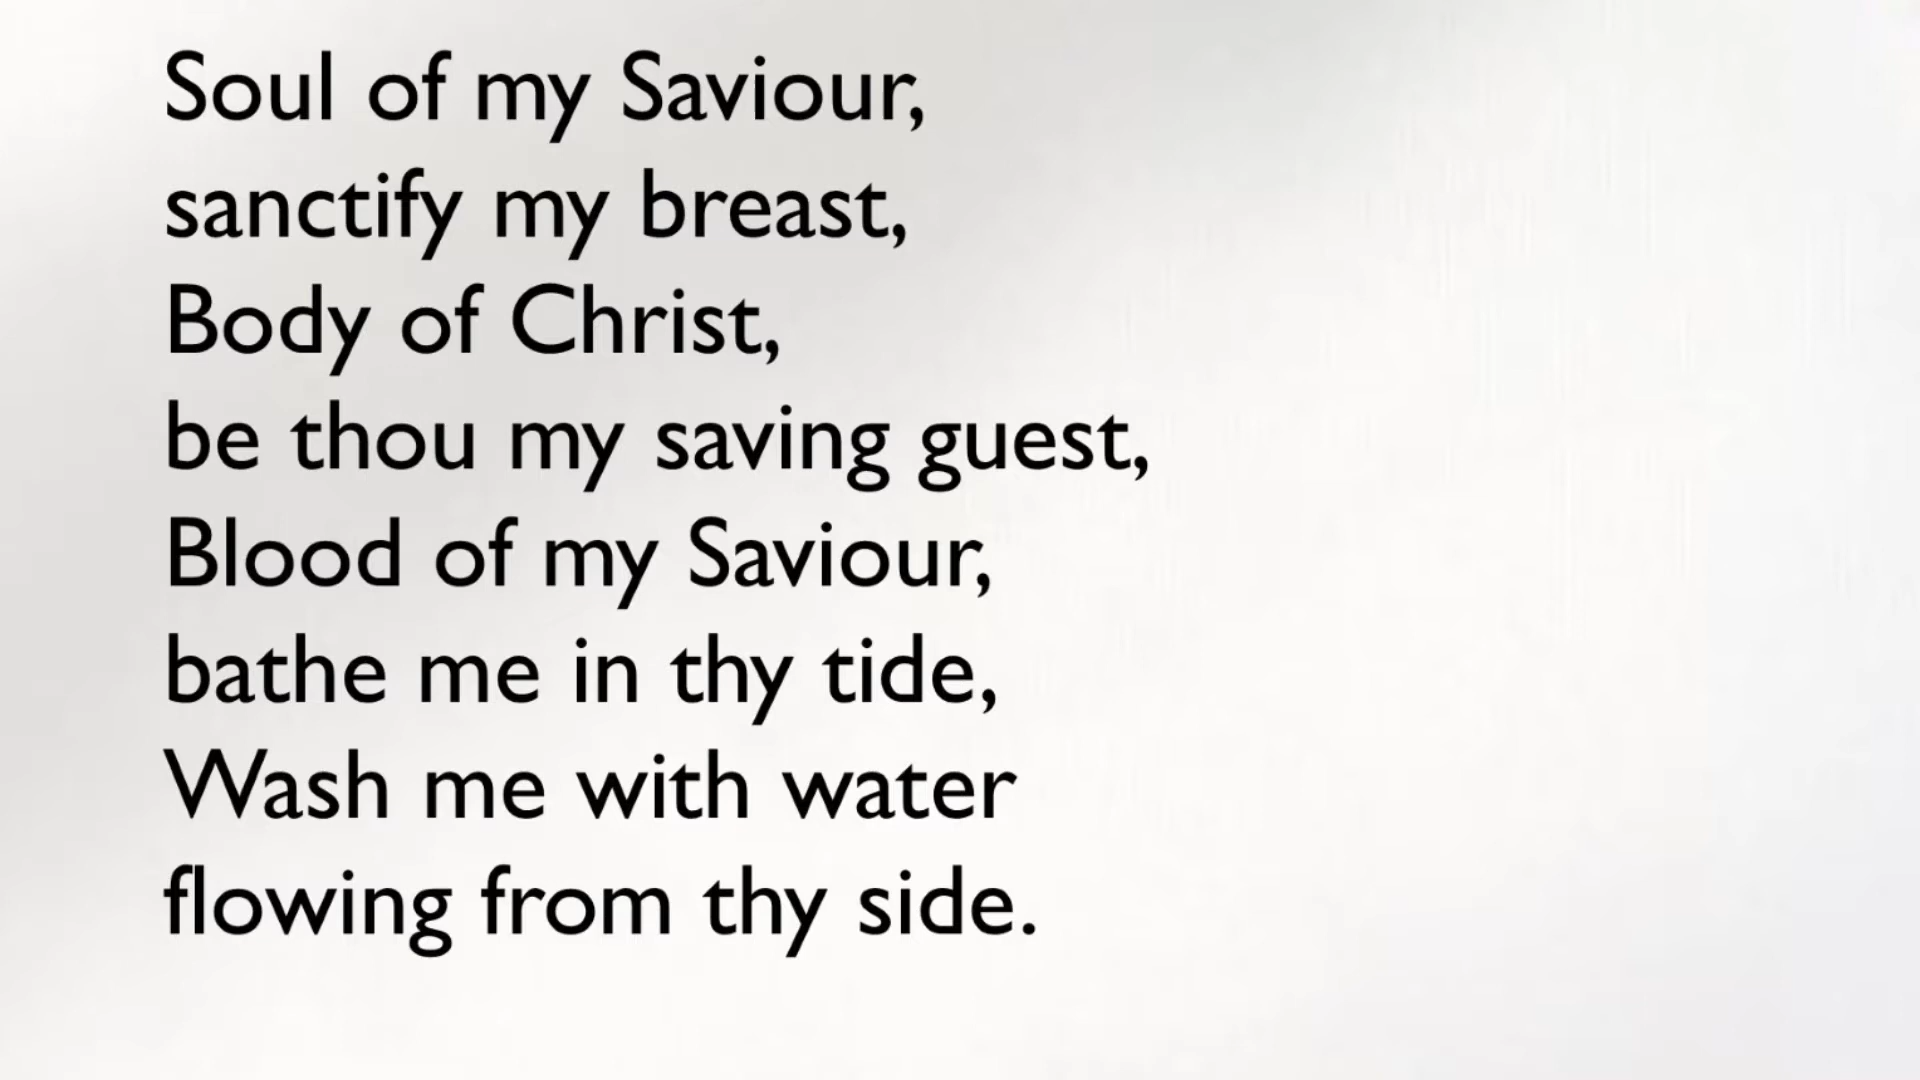 Soul of my Saviour,
sanctify my breast,
Body of Christ,
be thou my saving guest,
Blood of my Saviour,
bathe me in thy tide,
Wash me with water
flowing from thy side.